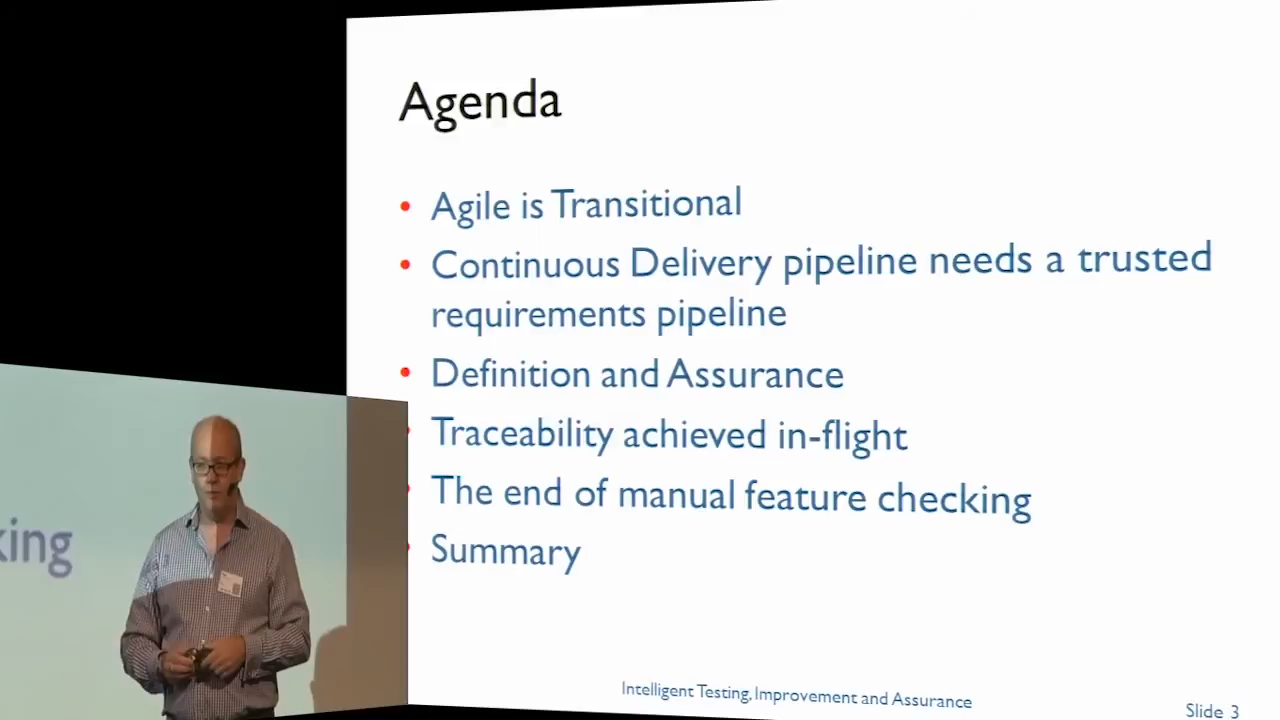 Agenda
• Agile is Transitional
• Continuous Delivery pipeline needs a trusted
requirements pipeline
• Definition and Assurance
• Traceability achieved in-flight
• The end of manual feature checking
• Summary
Intelligent Testing, Improvement and Assurance
Slide 3